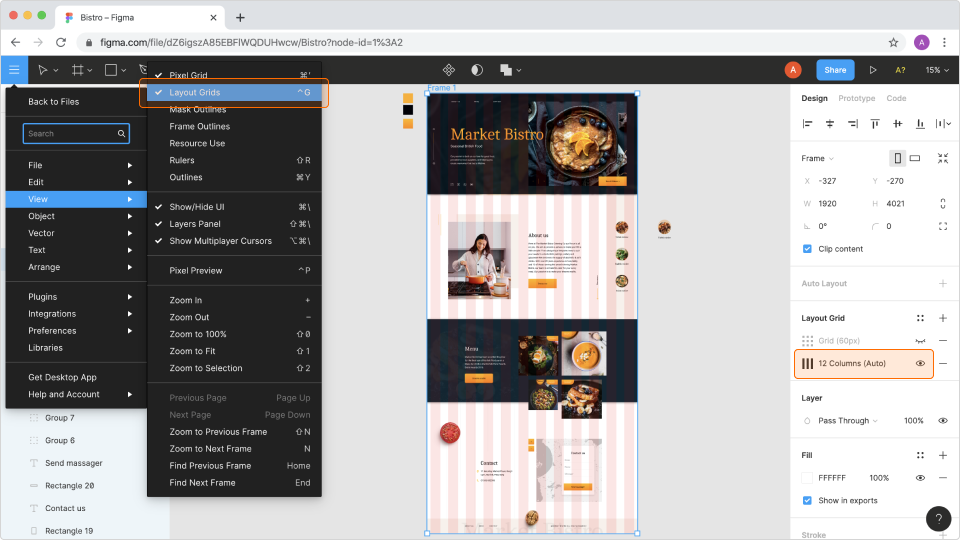 Bistro – Figma
figma.com/file/dZ6igszA85EBFlWQDUHwcw/Bistro?node-id=1%3A2
A
A
Share
A?
15%
Back to Files
Search
File
Edit
View
Object
Vector
Text
Arrange
Plugins
Integrations
Preferences
Libraries
Get Desktop App
Help and Account
Pixel Grid ⌘'
Layout Grids ⌃G
Mask Outlines
Frame Outlines
Resource Use
Rulers ⇧R
Outlines ⌘Y
Show/Hide UI ⌘\
Layers Panel ⇧⌘\
Show Multiplayer Cursors ⌥⌘\
Pixel Preview ⌃P
Zoom In +
Zoom Out –
Zoom to 100% ⇧0
Zoom to Fit ⇧1
Zoom to Selection ⇧2
Previous Page Page Up
Next Page Page Down
Zoom to Previous Frame ⇧N
Zoom to Next Frame N
Find Previous Frame Home
Find Next Frame End
Group 7
Group 6
Send massager
Rectangle 20
Contact us
Rectangle 19
Frame 1
Market Bistro
Seasonal British Food
About us
Menu
Contact
Contact us
Design Prototype Code
Frame
X -327 Y -270
W 1920 H 4021
0° 0
Clip content
Auto Layout
Layout Grid
Grid (60px)
12 Columns (Auto)
Layer
Pass Through 100%
Fill
FFFFFF 100%
Show in exports
Stroke
?